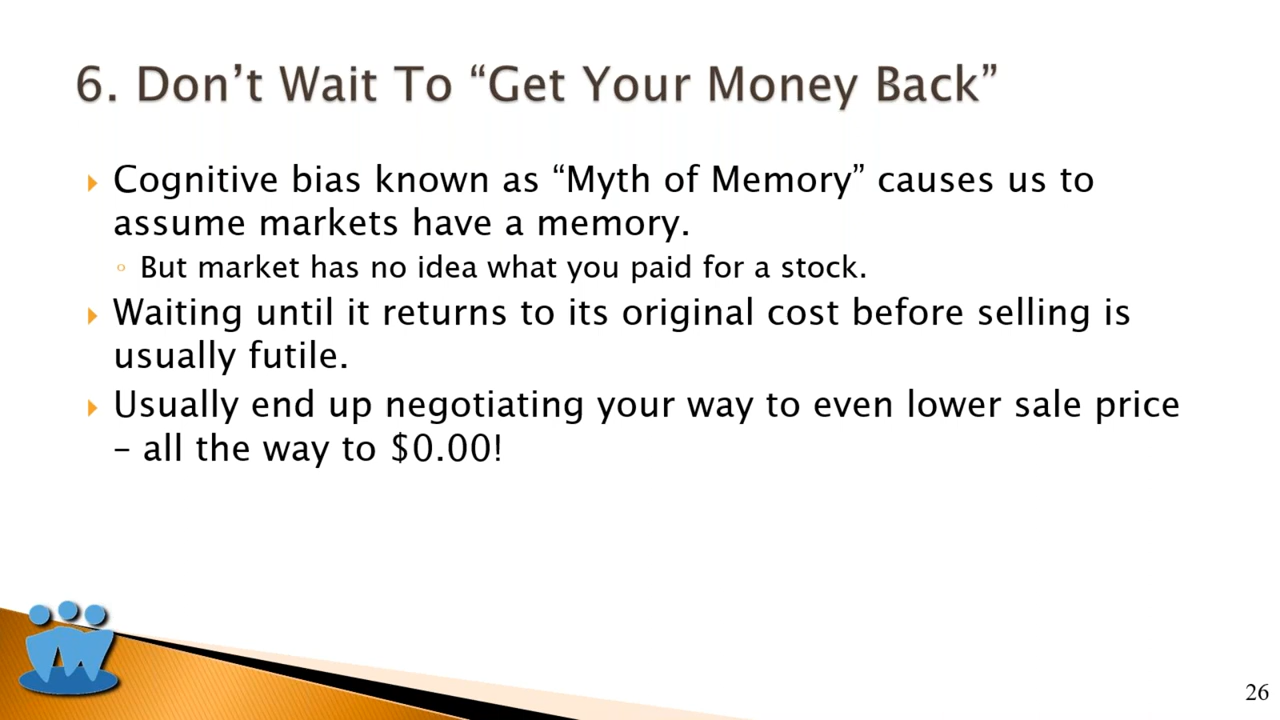 6. Don’t Wait To “Get Your Money Back”
Cognitive bias known as “Myth of Memory” causes us to
assume markets have a memory.
But market has no idea what you paid for a stock.
Waiting until it returns to its original cost before selling is
usually futile.
Usually end up negotiating your way to even lower sale price
– all the way to $0.00!
26